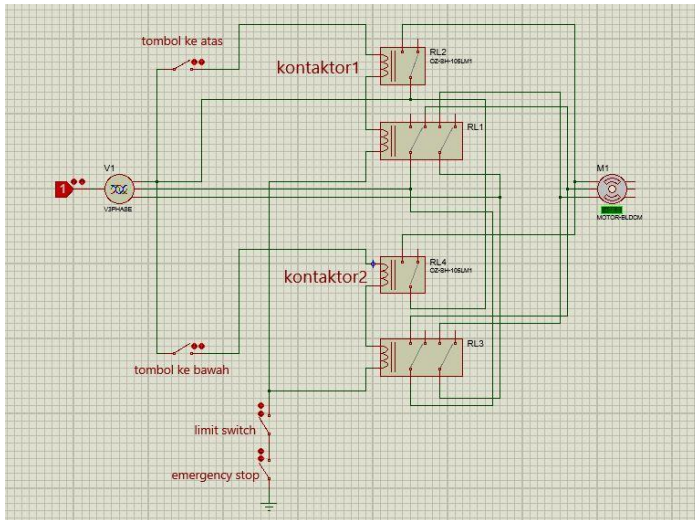 tombol ke atas
kontaktor1
RL2
OZ-SH-105LM1
RL1
V1
1
V3PHASE
M1
MOTOR-BLDCM
RL4
OZ-SH-105LM1
kontaktor2
RL3
tombol ke bawah
limit switch
emergency stop